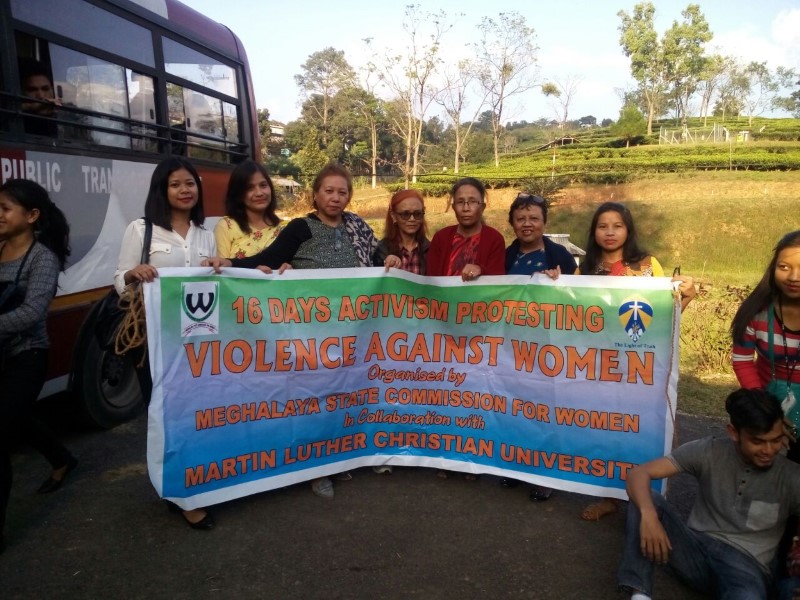 PUBLIC TRAN
W
16 DAYS ACTIVISM PROTESTING
The Light of Truth
VIOLENCE AGAINST WOMEN
Organised by
MEGHALAYA STATE COMMISSION FOR WOMEN
In Collaboration with
MARTIN LUTHER CHRISTIAN UNIVERSITY